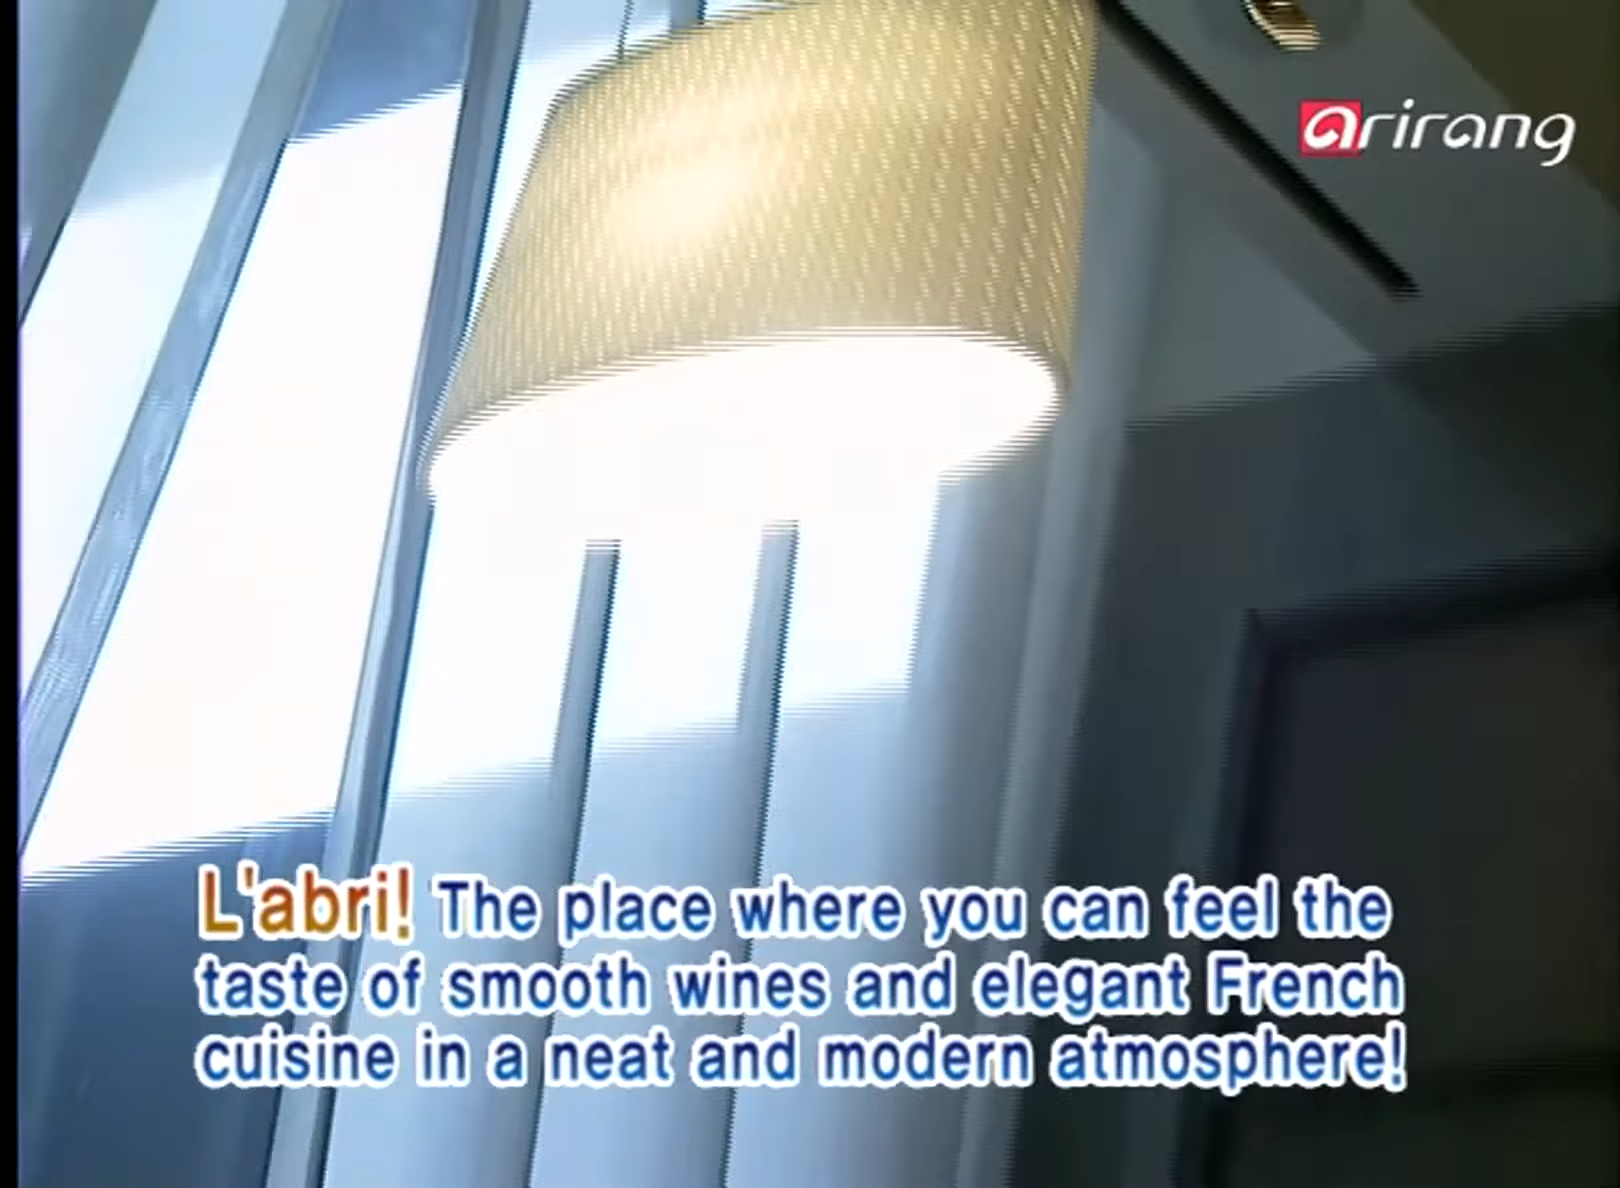 arirang
L'abri! The place where you can feel the
taste of smooth wines and elegant French
cuisine in a neat and modern atmosphere!